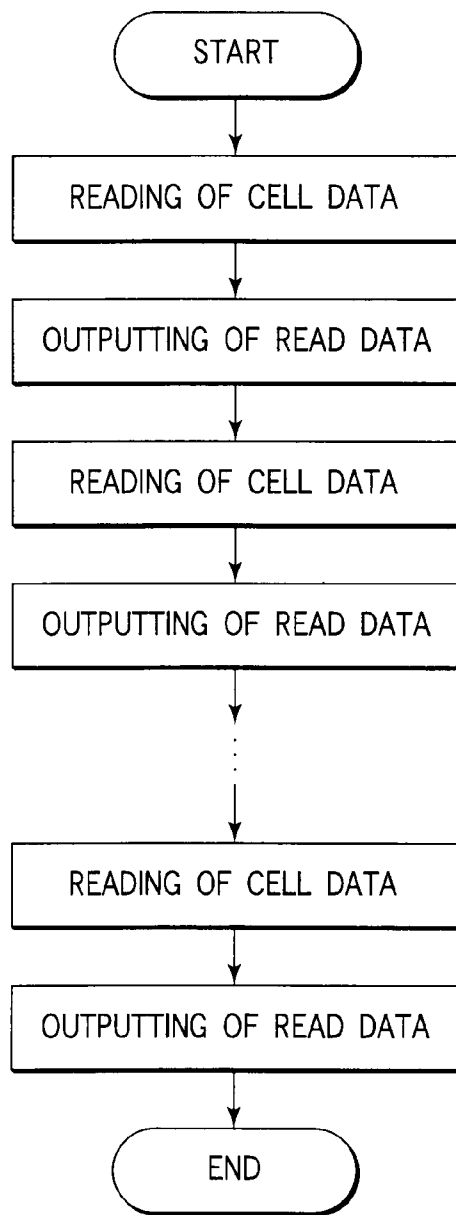 START
READING OF CELL DATA
OUTPUTTING OF READ DATA
READING OF CELL DATA
OUTPUTTING OF READ DATA
READING OF CELL DATA
OUTPUTTING OF READ DATA
END